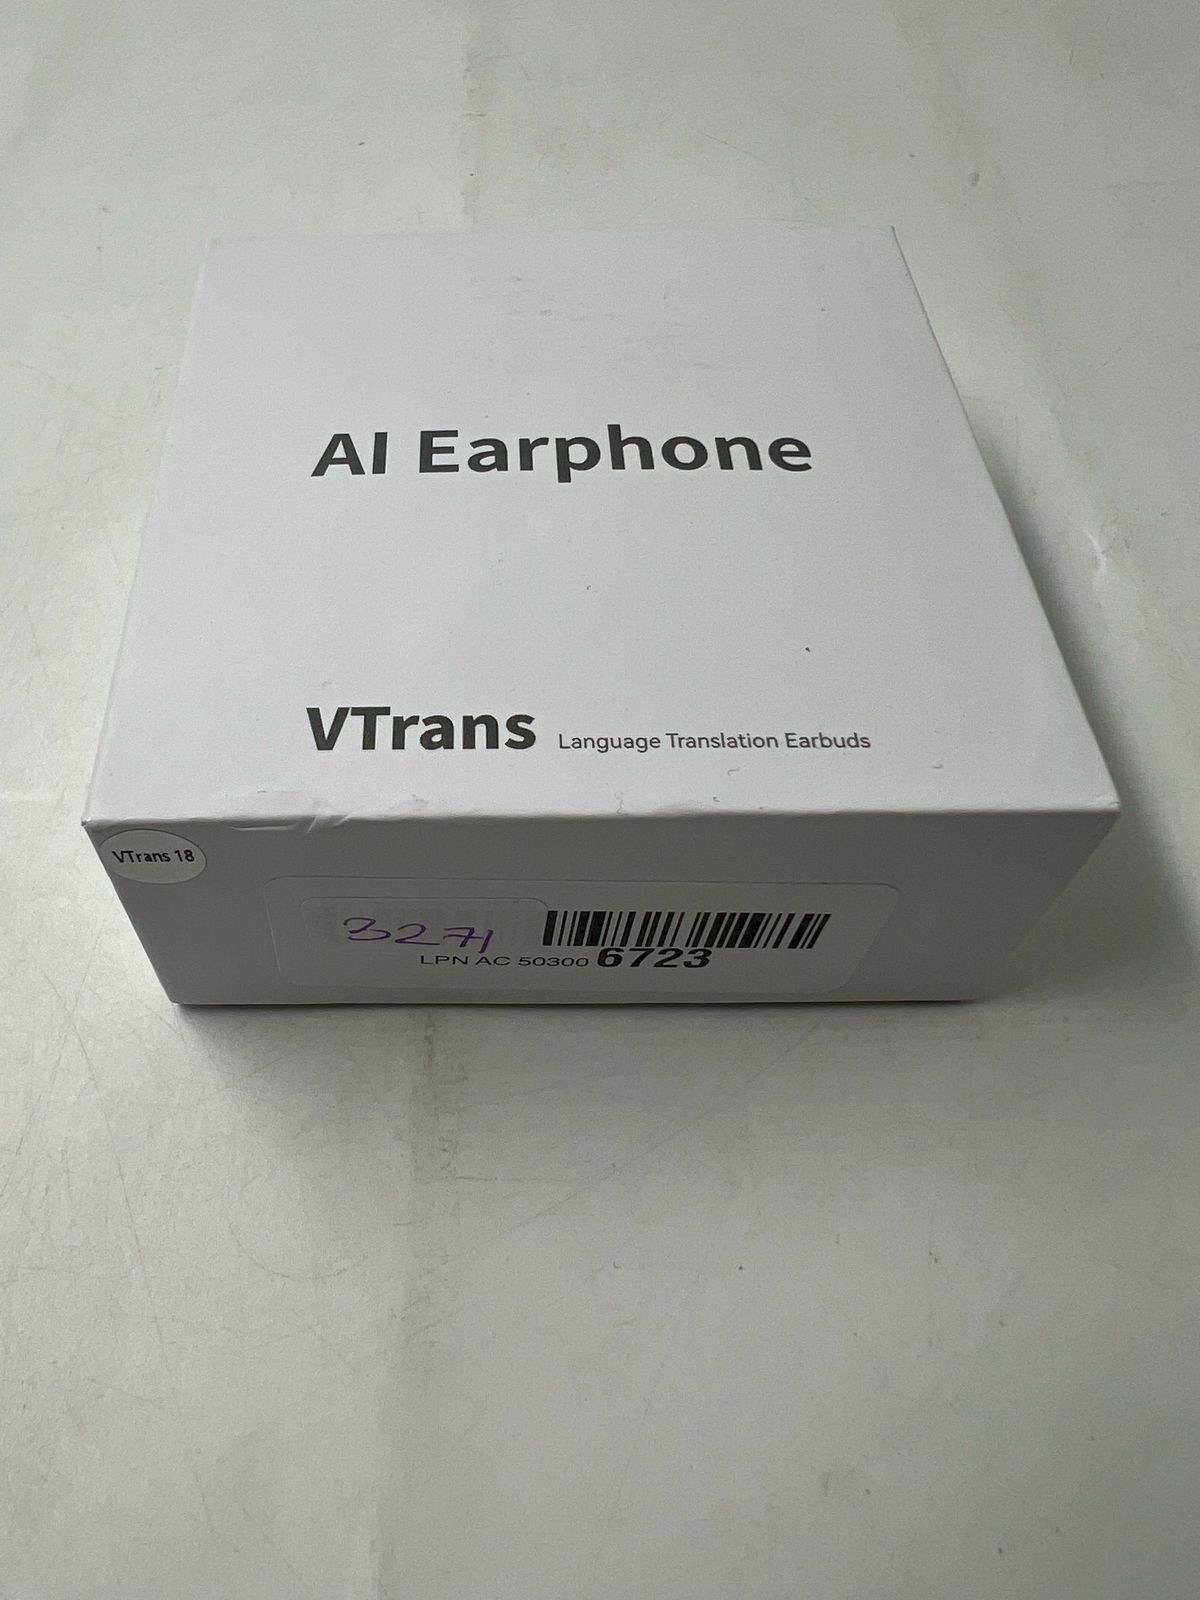 AI Earphone
VTrans Language Translation Earbuds
VTrans 18
3271
LPN AC 50300 6723